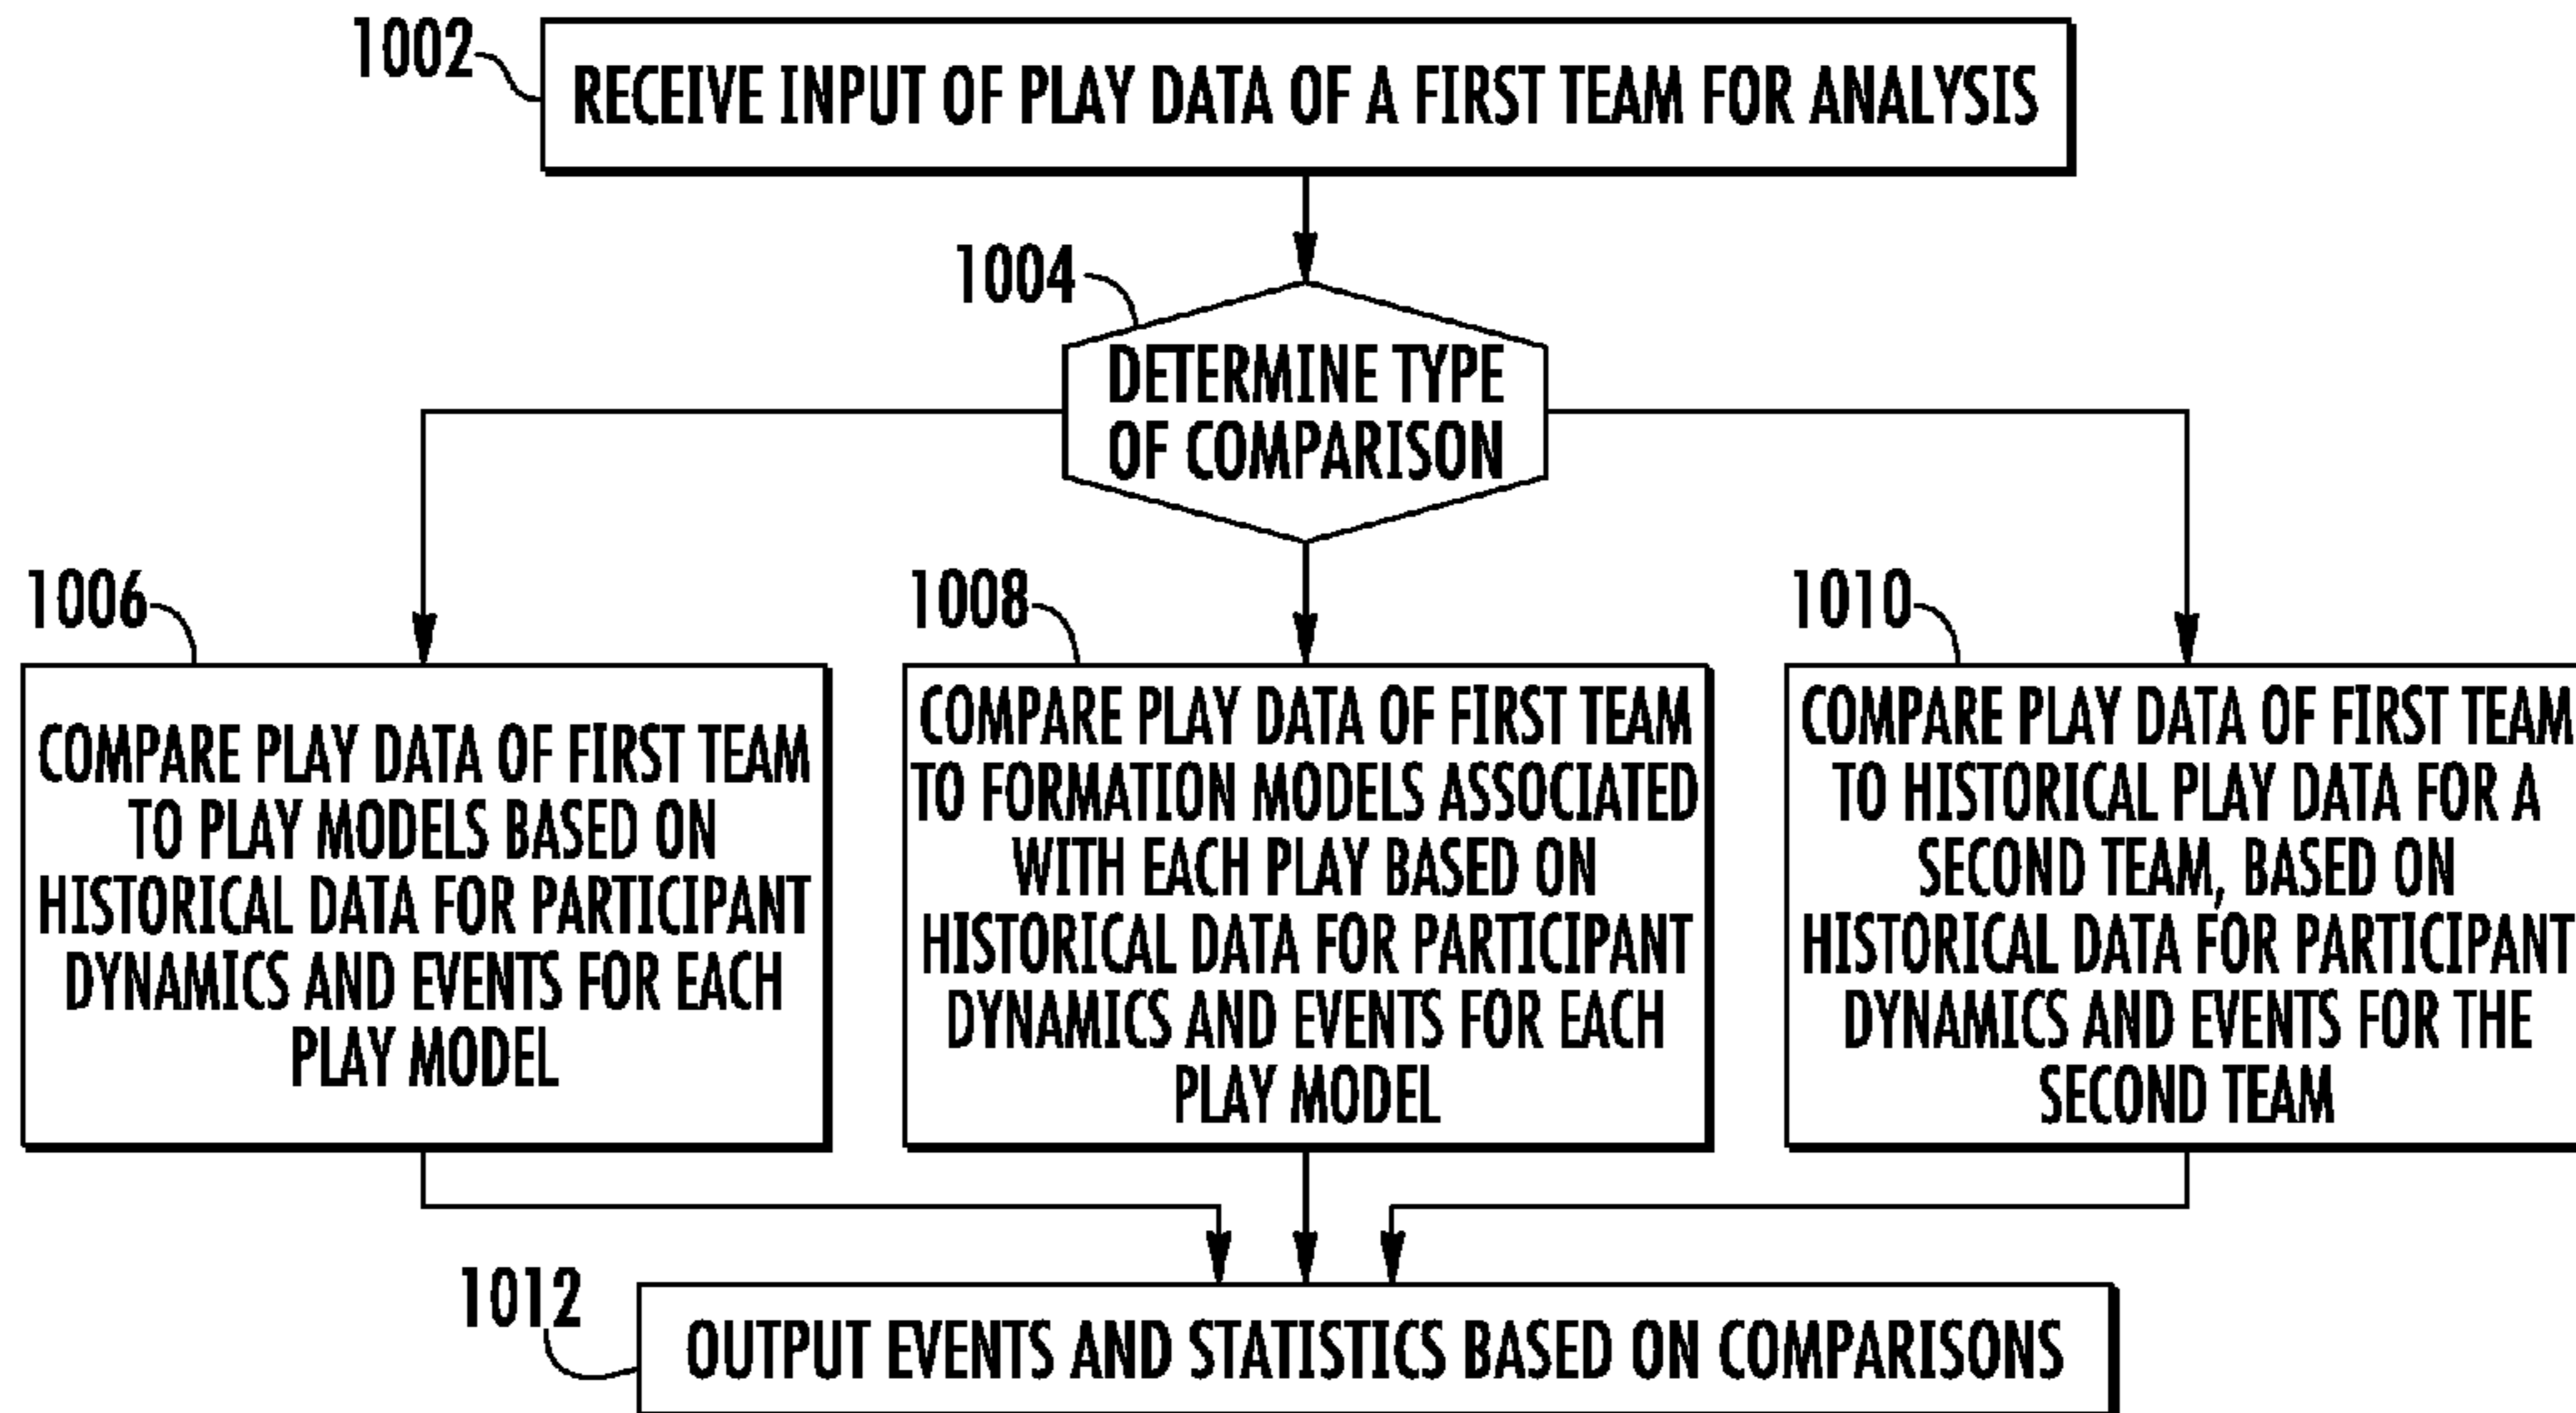 1002
RECEIVE INPUT OF PLAY DATA OF A FIRST TEAM FOR ANALYSIS
1004
DETERMINE TYPE
OF COMPARISON
1006
COMPARE PLAY DATA OF FIRST TEAM
TO PLAY MODELS BASED ON
HISTORICAL DATA FOR PARTICIPANT
DYNAMICS AND EVENTS FOR EACH
PLAY MODEL
1008
COMPARE PLAY DATA OF FIRST TEAM
TO FORMATION MODELS ASSOCIATED
WITH EACH PLAY BASED ON
HISTORICAL DATA FOR PARTICIPANT
DYNAMICS AND EVENTS FOR EACH
PLAY MODEL
1010
COMPARE PLAY DATA OF FIRST TEAM
TO HISTORICAL PLAY DATA FOR A
SECOND TEAM, BASED ON
HISTORICAL DATA FOR PARTICIPANT
DYNAMICS AND EVENTS FOR THE
SECOND TEAM
1012
OUTPUT EVENTS AND STATISTICS BASED ON COMPARISONS